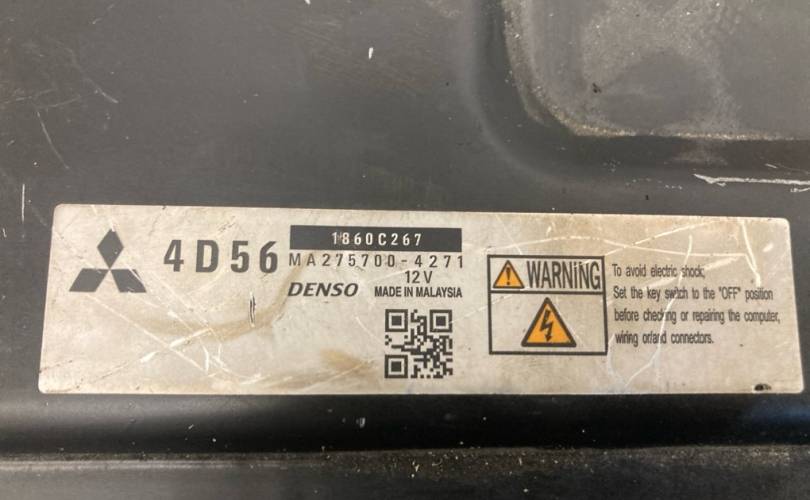 4D56
1860C267
MA275700-4271
12V
DENSO MADE IN MALAYSIA
WARNING
To avoid electric shock;
Set the key switch to the "OFF" position
before checking or repairing the computer,
wiring or/and connectors.